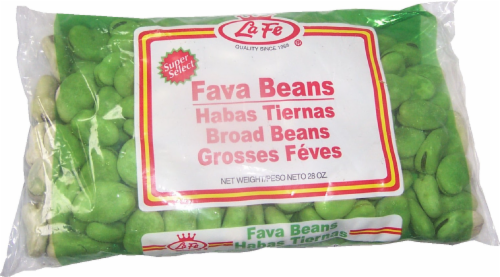 La Fe
QUALITY SINCE 1968
Super
Select
Fava Beans
Habas Tiernas
Broad Beans
Grosses Féves
NET WEIGHT/PESO NETO 28 OZ.
La Fe
Fava Beans
Habas Tiernas